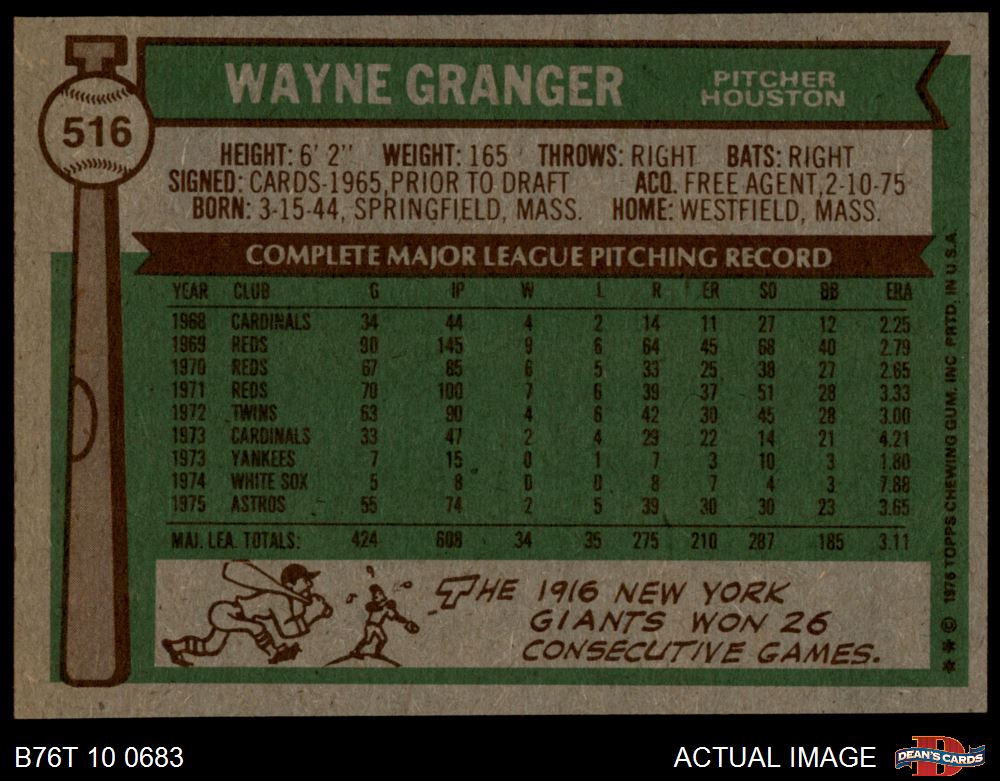 516
WAYNE GRANGER PITCHER HOUSTON
HEIGHT: 6' 2" WEIGHT: 165 THROWS: RIGHT BATS: RIGHT
SIGNED: CARDS-1965, PRIOR TO DRAFT ACQ. FREE AGENT, 2-10-75
BORN: 3-15-44, SPRINGFIELD, MASS. HOME: WESTFIELD, MASS.
COMPLETE MAJOR LEAGUE PITCHING RECORD
YEAR CLUB G IP W L R ER SO BB ERA
1968 CARDINALS 34 44 4 2 14 11 27 12 2.25
1969 REDS 90 145 9 6 64 45 68 40 2.79
1970 REDS 67 85 6 5 33 25 38 27 2.65
1971 REDS 70 100 7 6 39 37 51 28 3.33
1972 TWINS 63 90 4 6 42 30 45 28 3.00
1973 CARDINALS 33 47 2 4 29 22 14 21 4.21
1973 YANKEES 7 15 0 1 7 3 10 3 1.80
1974 WHITE SOX 5 8 0 0 8 7 4 3 7.88
1975 ASTROS 55 74 2 5 39 30 30 23 3.65
MAJ. LEA. TOTALS: 424 608 34 35 275 210 287 185 3.11
THE 1916 NEW YORK
GIANTS WON 26
CONSECUTIVE GAMES.
*** © 1976 TOPPS CHEWING GUM, INC PRTD. IN U.S.A.
B76T 10 0683
ACTUAL IMAGE
D
DEAN'S CARDS